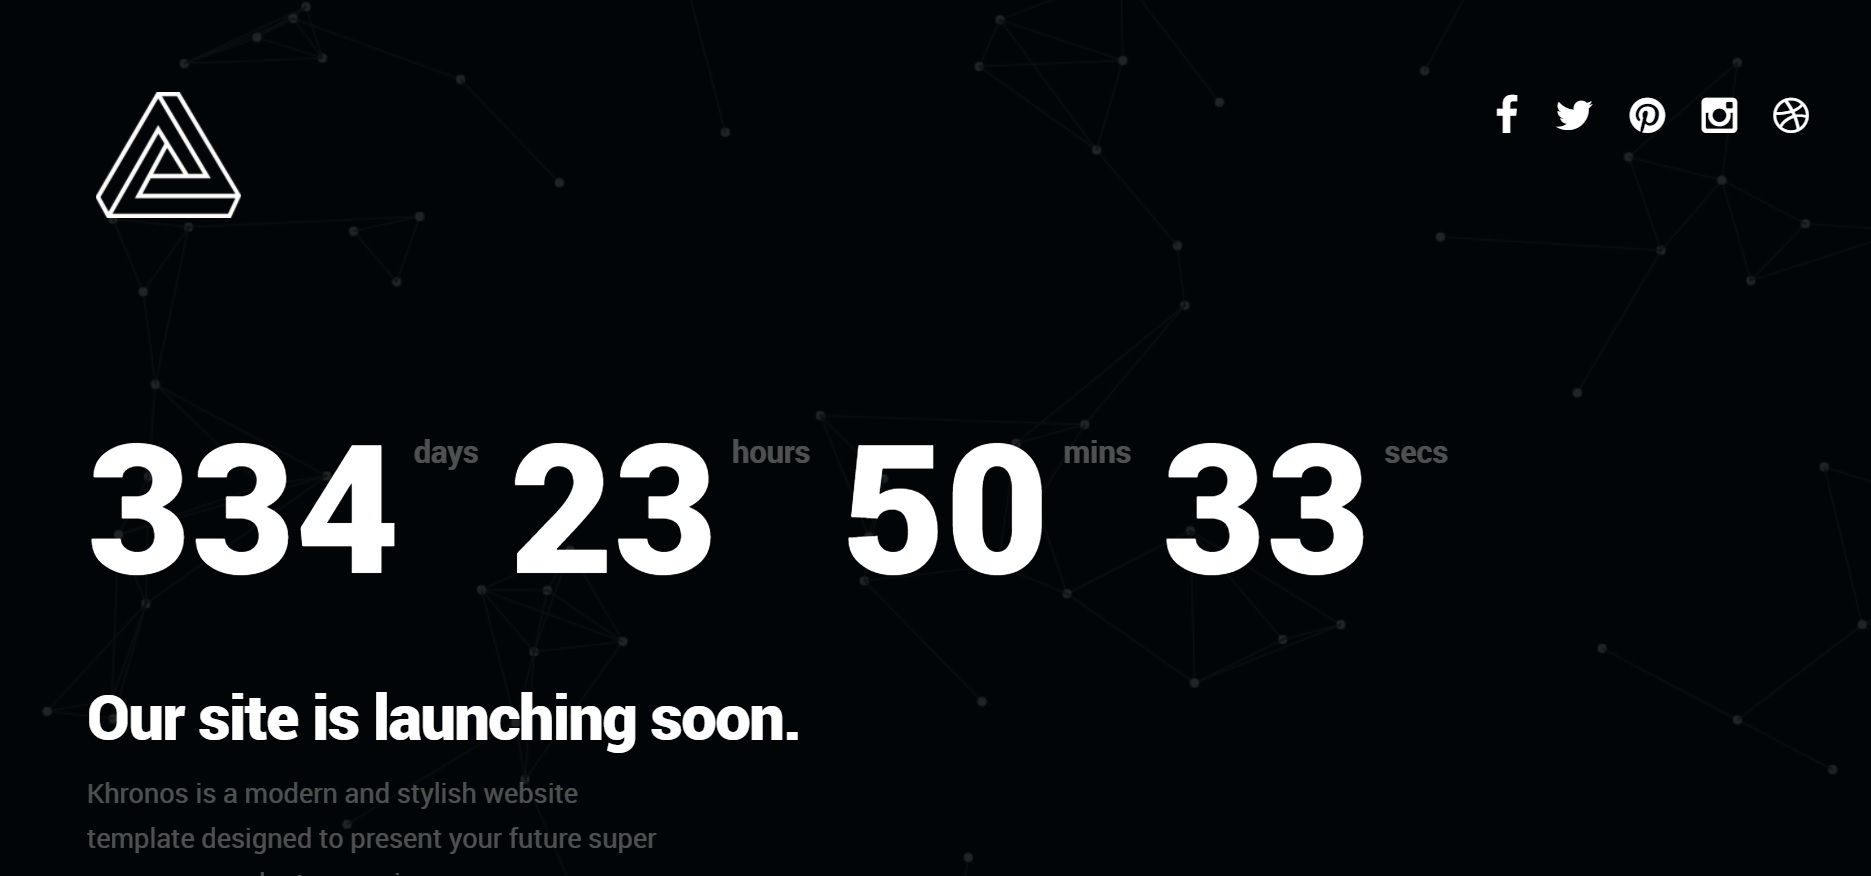 334 days 23 hours 50 mins 33 secs
Our site is launching soon.
Khronos is a modern and stylish website
template designed to present your future super